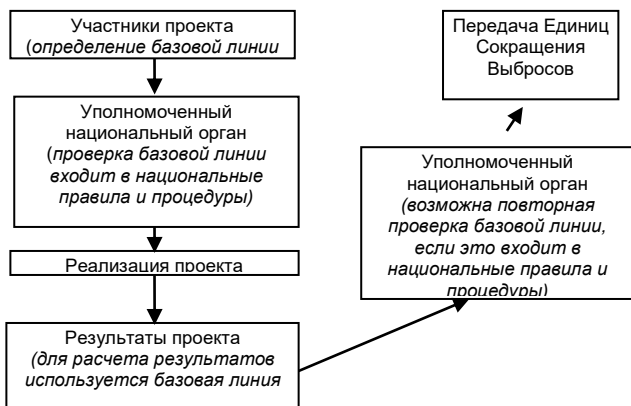 Участники проекта
(определение базовой линии
Уполномоченный
национальный орган
(проверка базовой линии
входит в национальные
правила и процедуры)
Реализация проекта
Результаты проекта
(для расчета результатов
используется базовая линия
Уполномоченный
национальный орган
(возможна повторная
проверка базовой линии,
если это входит в
национальные правила и
процедуры)
Передача Единиц
Сокращения
Выбросов